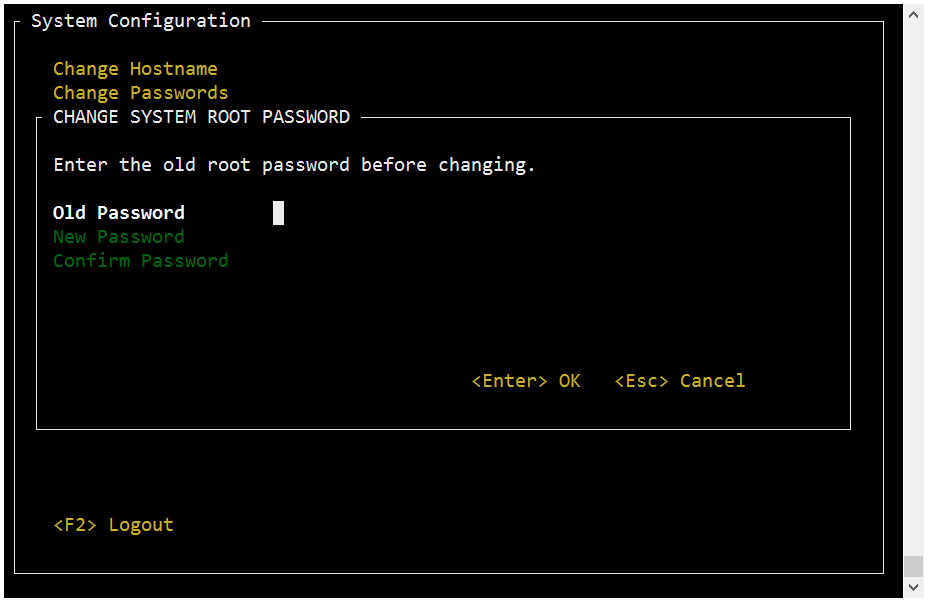 System Configuration
Change Hostname
Change Passwords
CHANGE SYSTEM ROOT PASSWORD
Enter the old root password before changing.
Old Password
New Password
Confirm Password
<Enter> OK <Esc> Cancel
<F2> Logout